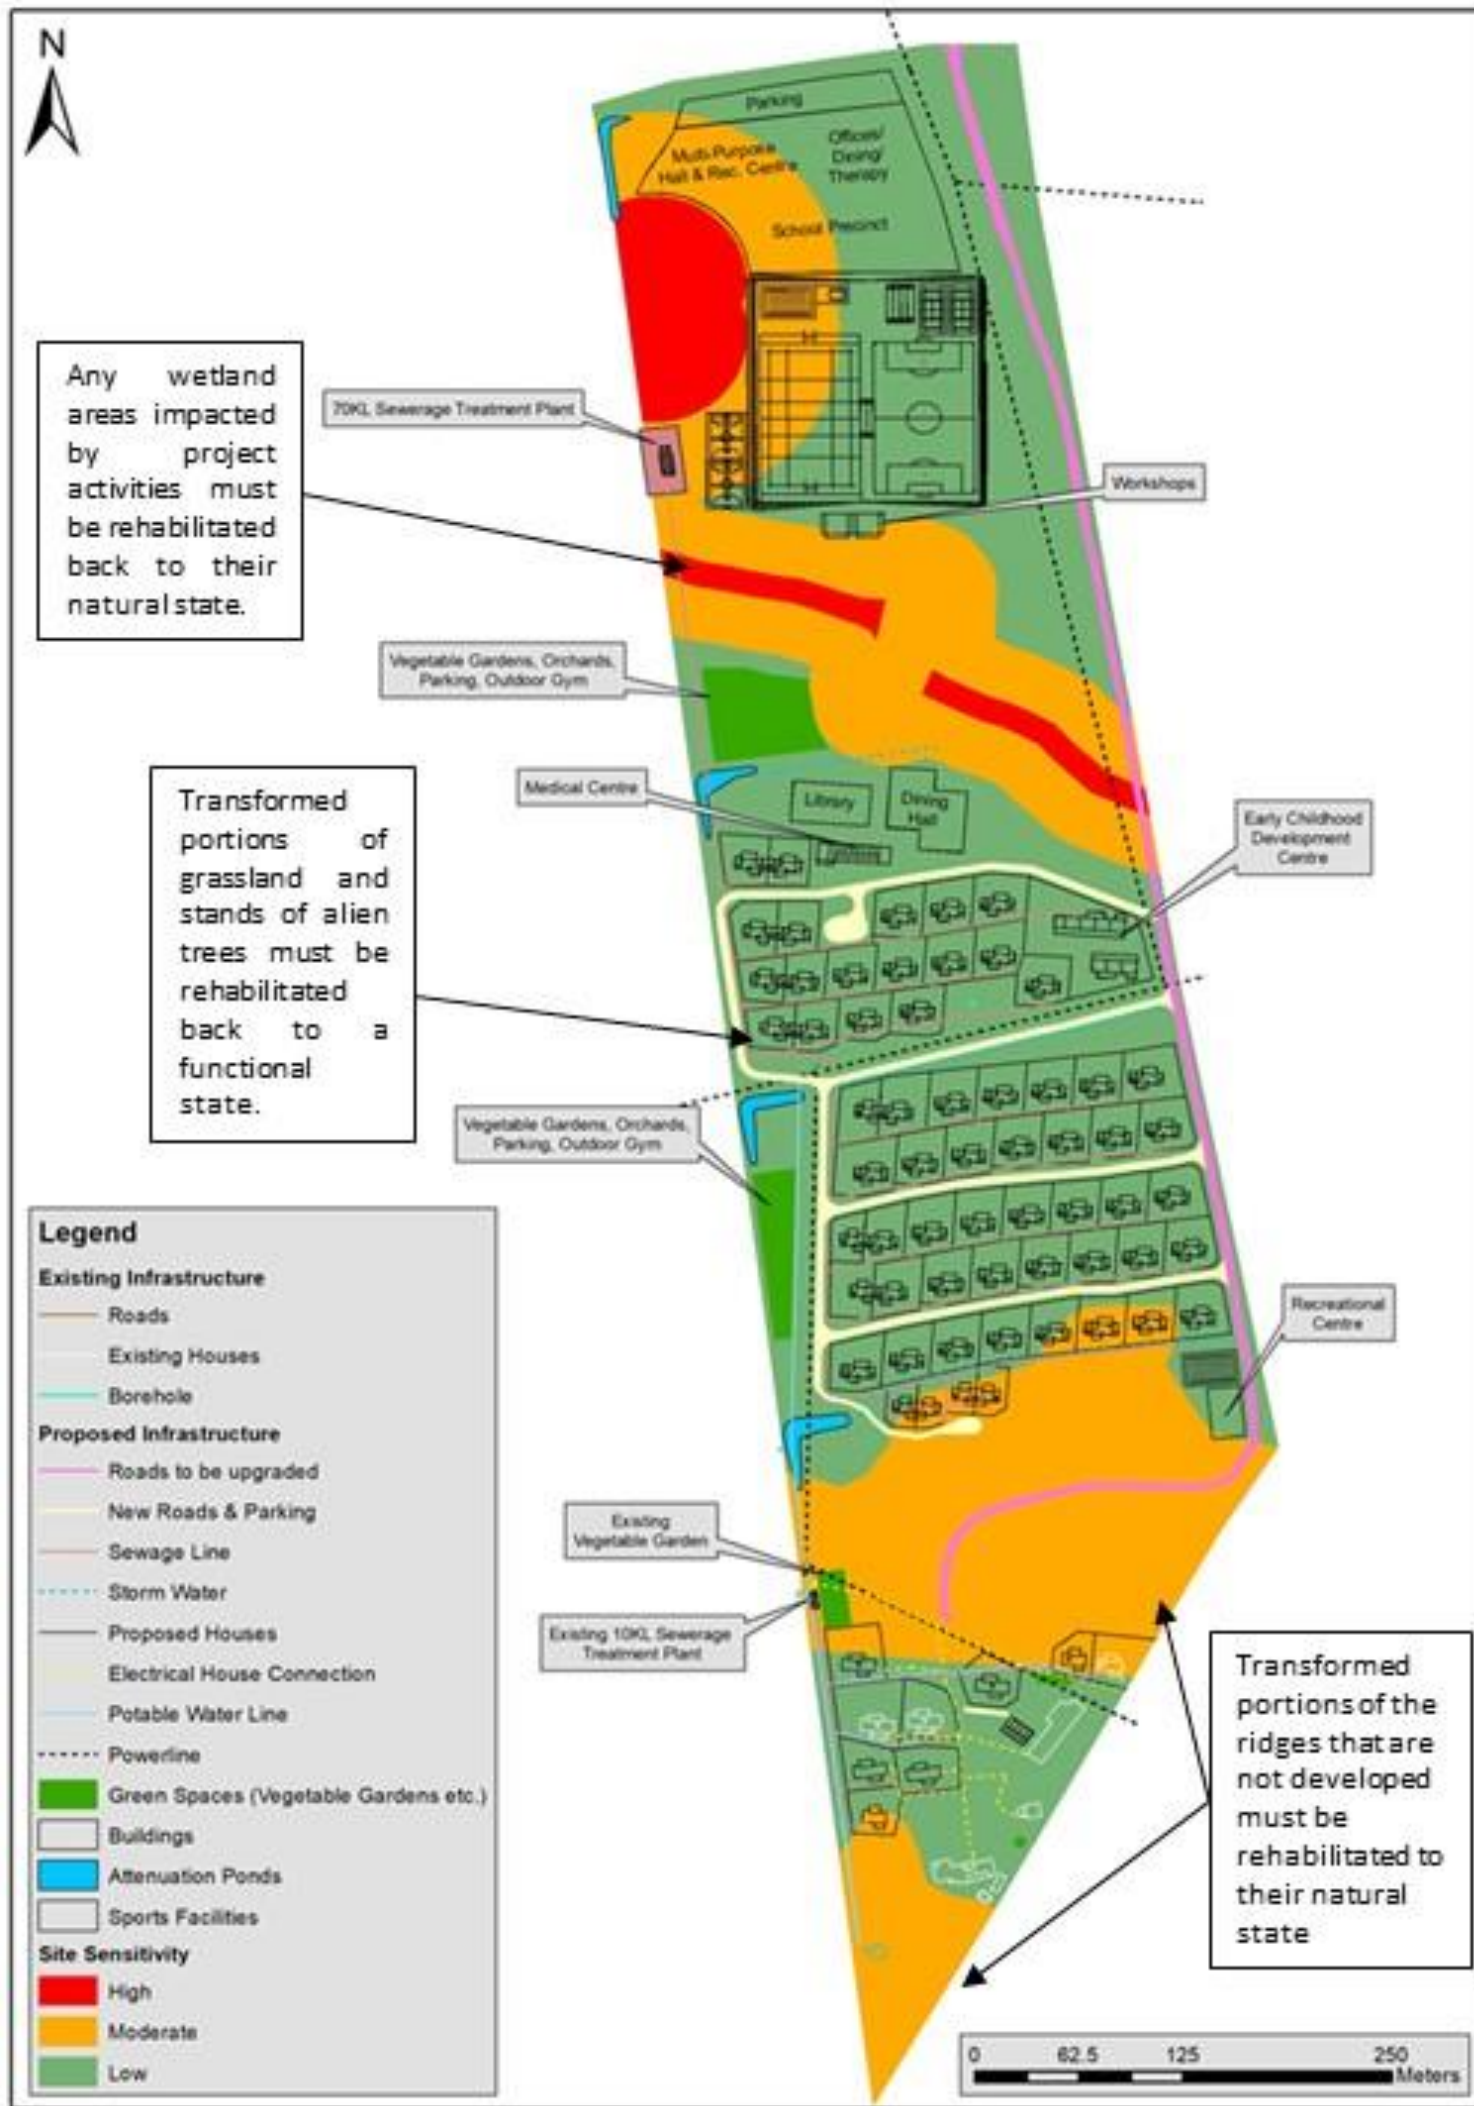 N
Parking
Multi-Purpose
Hall & Rec. Centre
Offices/
Dining/
Therapy
School Precinct
Any wetland
areas impacted
by project
activities must
be rehabilitated
back to their
natural state.
70KL Sewerage Treatment Plant
Workshops
Vegetable Gardens, Orchards,
Parking, Outdoor Gym
Transformed
portions of
grassland and
stands of alien
trees must be
rehabilitated
back to a
functional
state.
Medical Centre
Library
Dining
Hall
Early Childhood
Development
Centre
Vegetable Gardens, Orchards,
Parking, Outdoor Gym
Recreational
Centre
Existing
Vegetable Garden
Existing 10KL Sewerage
Treatment Plant
Transformed
portions of the
ridges that are
not developed
must be
rehabilitated to
their natural
state
Legend
Existing Infrastructure
Roads
Existing Houses
Borehole
Proposed Infrastructure
Roads to be upgraded
New Roads & Parking
Sewage Line
Storm Water
Proposed Houses
Electrical House Connection
Potable Water Line
Powerline
Green Spaces (Vegetable Gardens etc.)
Buildings
Attenuation Ponds
Sports Facilities
Site Sensitivity
High
Moderate
Low
0 62.5 125 250
Meters